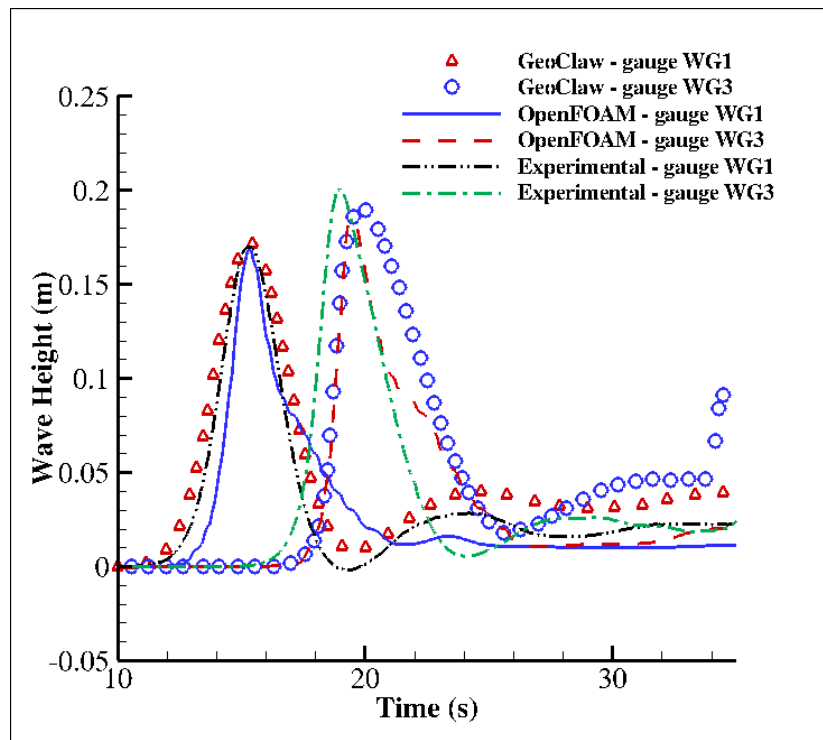 GeoClaw - gauge WG1
GeoClaw - gauge WG3
OpenFOAM - gauge WG1
OpenFOAM - gauge WG3
Experimental - gauge WG1
Experimental - gauge WG3
0.25
0.2
0.15
0.1
0.05
0
-0.05
Wave Height (m)
10
20
30
Time (s)